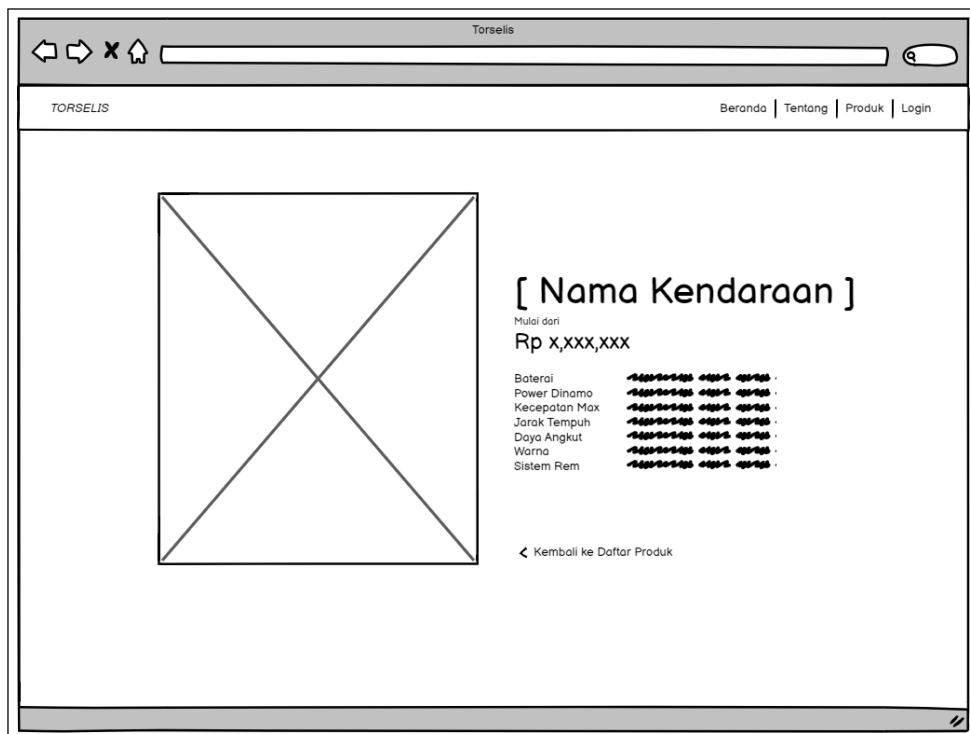 Torselis
TORSELIS
Beranda | Tentang | Produk | Login
[ Nama Kendaraan ]
Mulai dari
Rp x,xxx,xxx
Baterai
Power Dinamo
Kecepatan Max
Jarak Tempuh
Daya Angkut
Warna
Sistem Rem
Kembali ke Daftar Produk